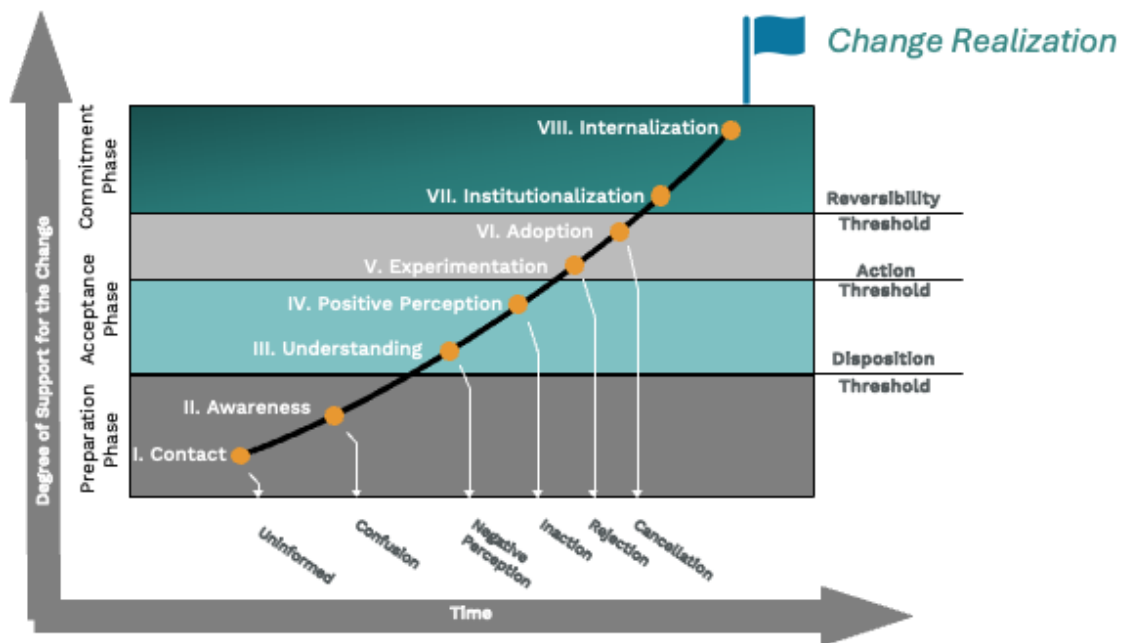 Change Realization
Commitment
Phase
VIII. Internalization
VII. Institutionalization
Reversibility
Threshold
VI. Adoption
V. Experimentation
Action
Threshold
Acceptance
Phase
IV. Positive Perception
III. Understanding
Disposition
Threshold
Preparation
Phase
II. Awareness
I. Contact
Degree of Support for the Change
Uninformed
Confusion
Negative
Perception
Inaction
Rejection
Cancellation
Time